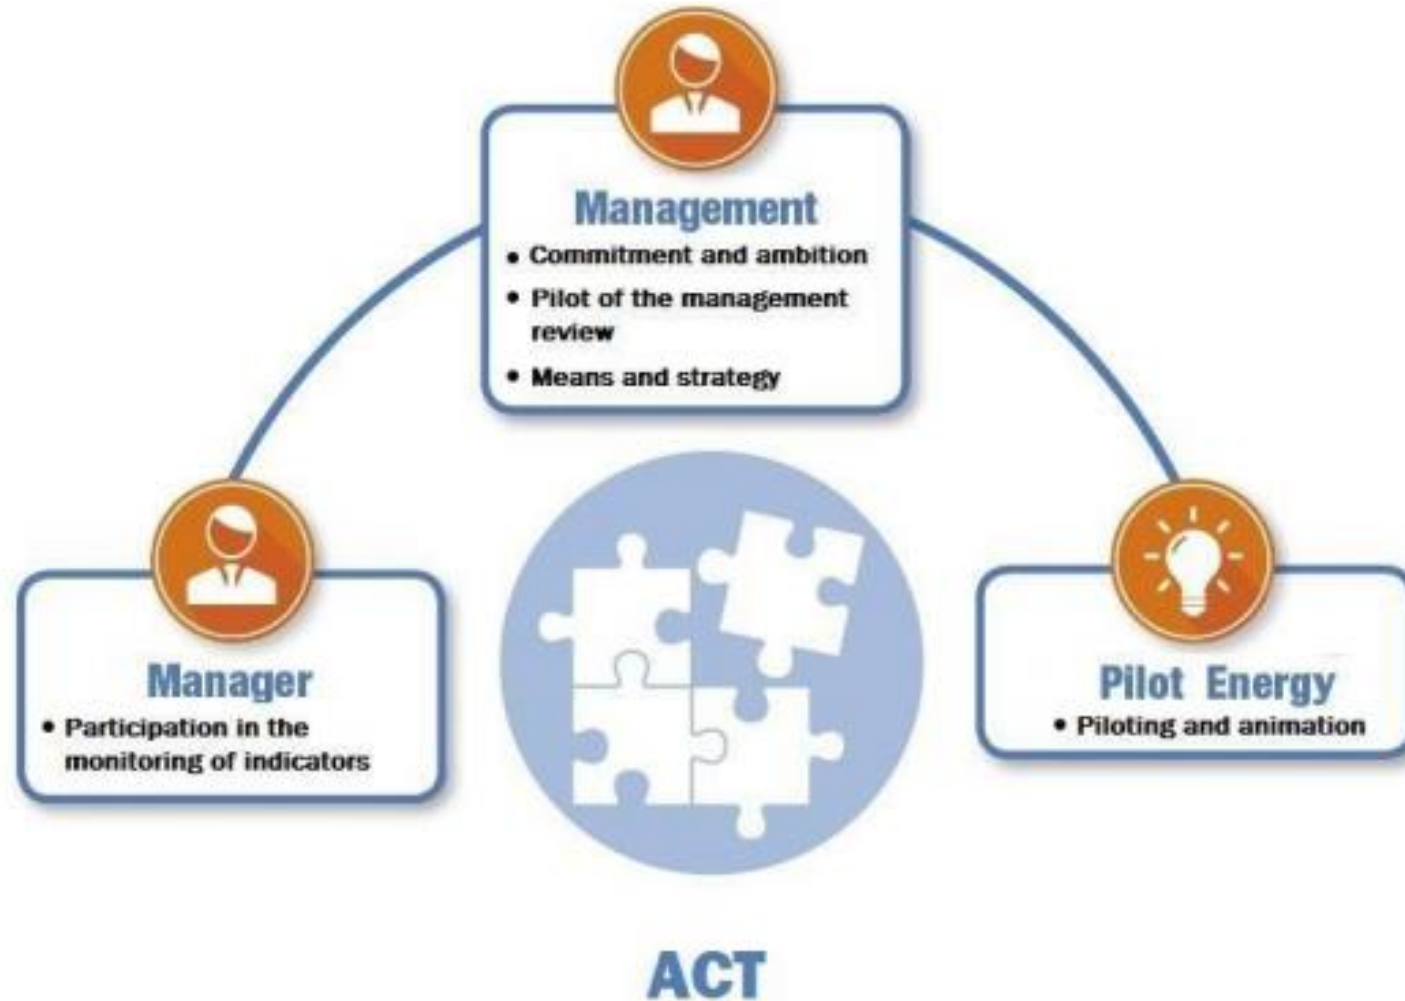 Management
• Commitment and ambition
• Pilot of the management
review
• Means and strategy
Manager
• Participation in the
monitoring of indicators
Pilot Energy
• Piloting and animation
ACT